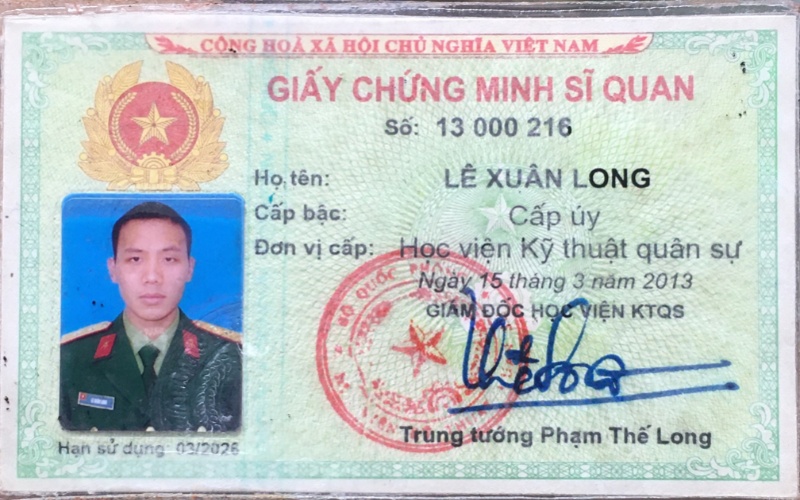 CỘNG HOÀ XÃ HỘI CHỦ NGHĨA VIỆT NAM
GIẤY CHỨNG MINH SĨ QUAN
Số: 13 000 216
Họ tên: LÊ XUÂN LONG
Cấp bậc: Cấp úy
Đơn vị cấp: Học viện Kỹ thuật quân sự
Ngày 15 tháng 3 năm 2013
GIÁM ĐỐC HỌC VIỆN KTQS
BỘ QUỐC PHÒNG
Trung tướng Phạm Thế Long
Hạn sử dụng: 03/2026